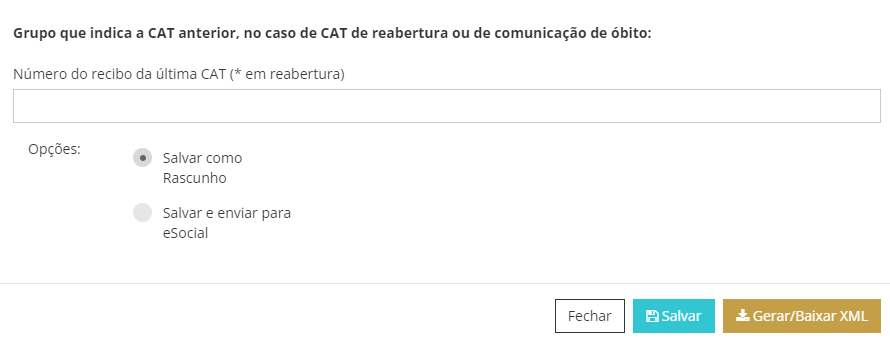 Grupo que indica a CAT anterior, no caso de CAT de reabertura ou de comunicação de óbito:
Número do recibo da última CAT (* em reabertura)
Opções:
Salvar como
Rascunho
Salvar e enviar para
eSocial
Fechar
Salvar
Gerar/Baixar XML